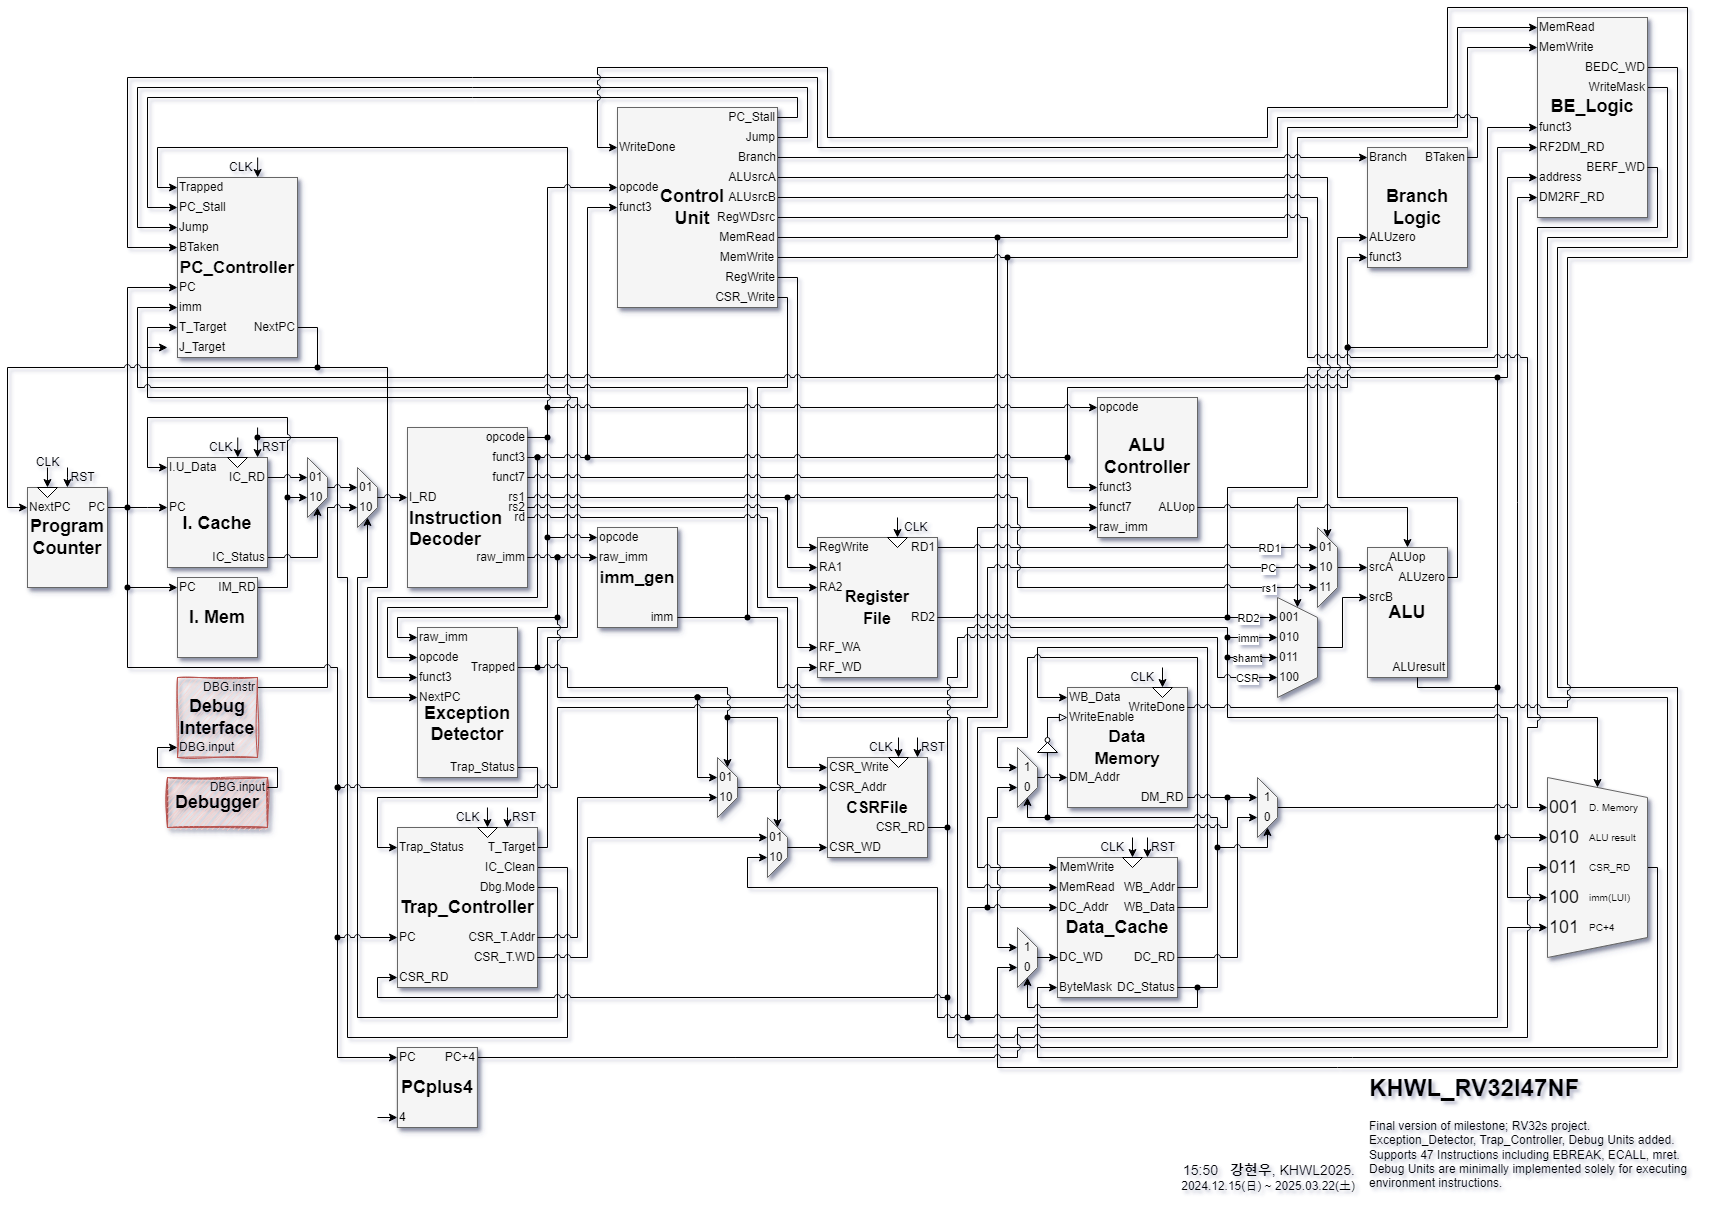 CLK
Trapped
PC_Stall
Jump
BTaken
PC_Controller
PC
imm
T_Target
NextPC
J_Target
WriteDone
opcode
funct3
Control
Unit
PC_Stall
Jump
Branch
ALUsrcA
ALUsrcB
RegWDsrc
MemRead
MemWrite
RegWrite
CSR_Write
Branch
BTaken
Branch
Logic
ALUzero
funct3
MemRead
MemWrite
BEDC_WD
WriteMask
BE_Logic
funct3
RF2DM_RD
BERF_WD
address
DM2RF_RD
CLK
RST
NextPC
PC
Program
Counter
CLK
RST
I.U_Data
IC_RD
PC
I. Cache
IC_Status
PC
IM_RD
I. Mem
01
10
01
10
I_RD
Instruction
Decoder
opcode
funct3
funct7
rs1
rs2
rd
raw_imm
opcode
raw_imm
imm_gen
imm
opcode
ALU
Controller
funct3
funct7
ALUop
raw_imm
CLK
RegWrite
RD1
RA1
RA2
Register
File
RD2
RF_WA
RF_WD
RD1
PC
rs1
01
10
11
RD2
imm
shamt
CSR
001
010
011
100
ALUop
srcA
ALUzero
srcB
ALU
ALUresult
DBG.instr
Debug
Interface
DBG.input
DBG.input
Debugger
raw_imm
opcode
Trapped
funct3
NextPC
Exception
Detector
Trap_Status
CLK
RST
Trap_Status
T_Target
IC_Clean
Dbg.Mode
Trap_Controller
PC
CSR_T.Addr
CSR_T.WD
CSR_RD
01
10
01
10
CLK
RST
CSR_Write
CSR_Addr
CSRFile
CSR_RD
CSR_WD
CLK
WB_Data
WriteDone
WriteEnable
Data
Memory
DM_Addr
DM_RD
1
0
1
0
CLK
RST
MemWrite
MemRead
WB_Addr
DC_Addr
WB_Data
Data_Cache
DC_WD
DC_RD
ByteMask
DC_Status
1
0
001 D. Memory
010 ALU result
011 CSR_RD
100 imm(LUI)
101 PC+4
PC
PC+4
PCplus4
4
KHWL_RV32I47NF
Final version of milestone; RV32s project.
Exception_Detector, Trap_Controller, Debug Units added.
Supports 47 Instructions including EBREAK, ECALL, mret.
Debug Units are minimally implemented solely for executing
environment instructions.
15:50 강현우, KHWL2025.
2024.12.15(日) ~ 2025.03.22(土)